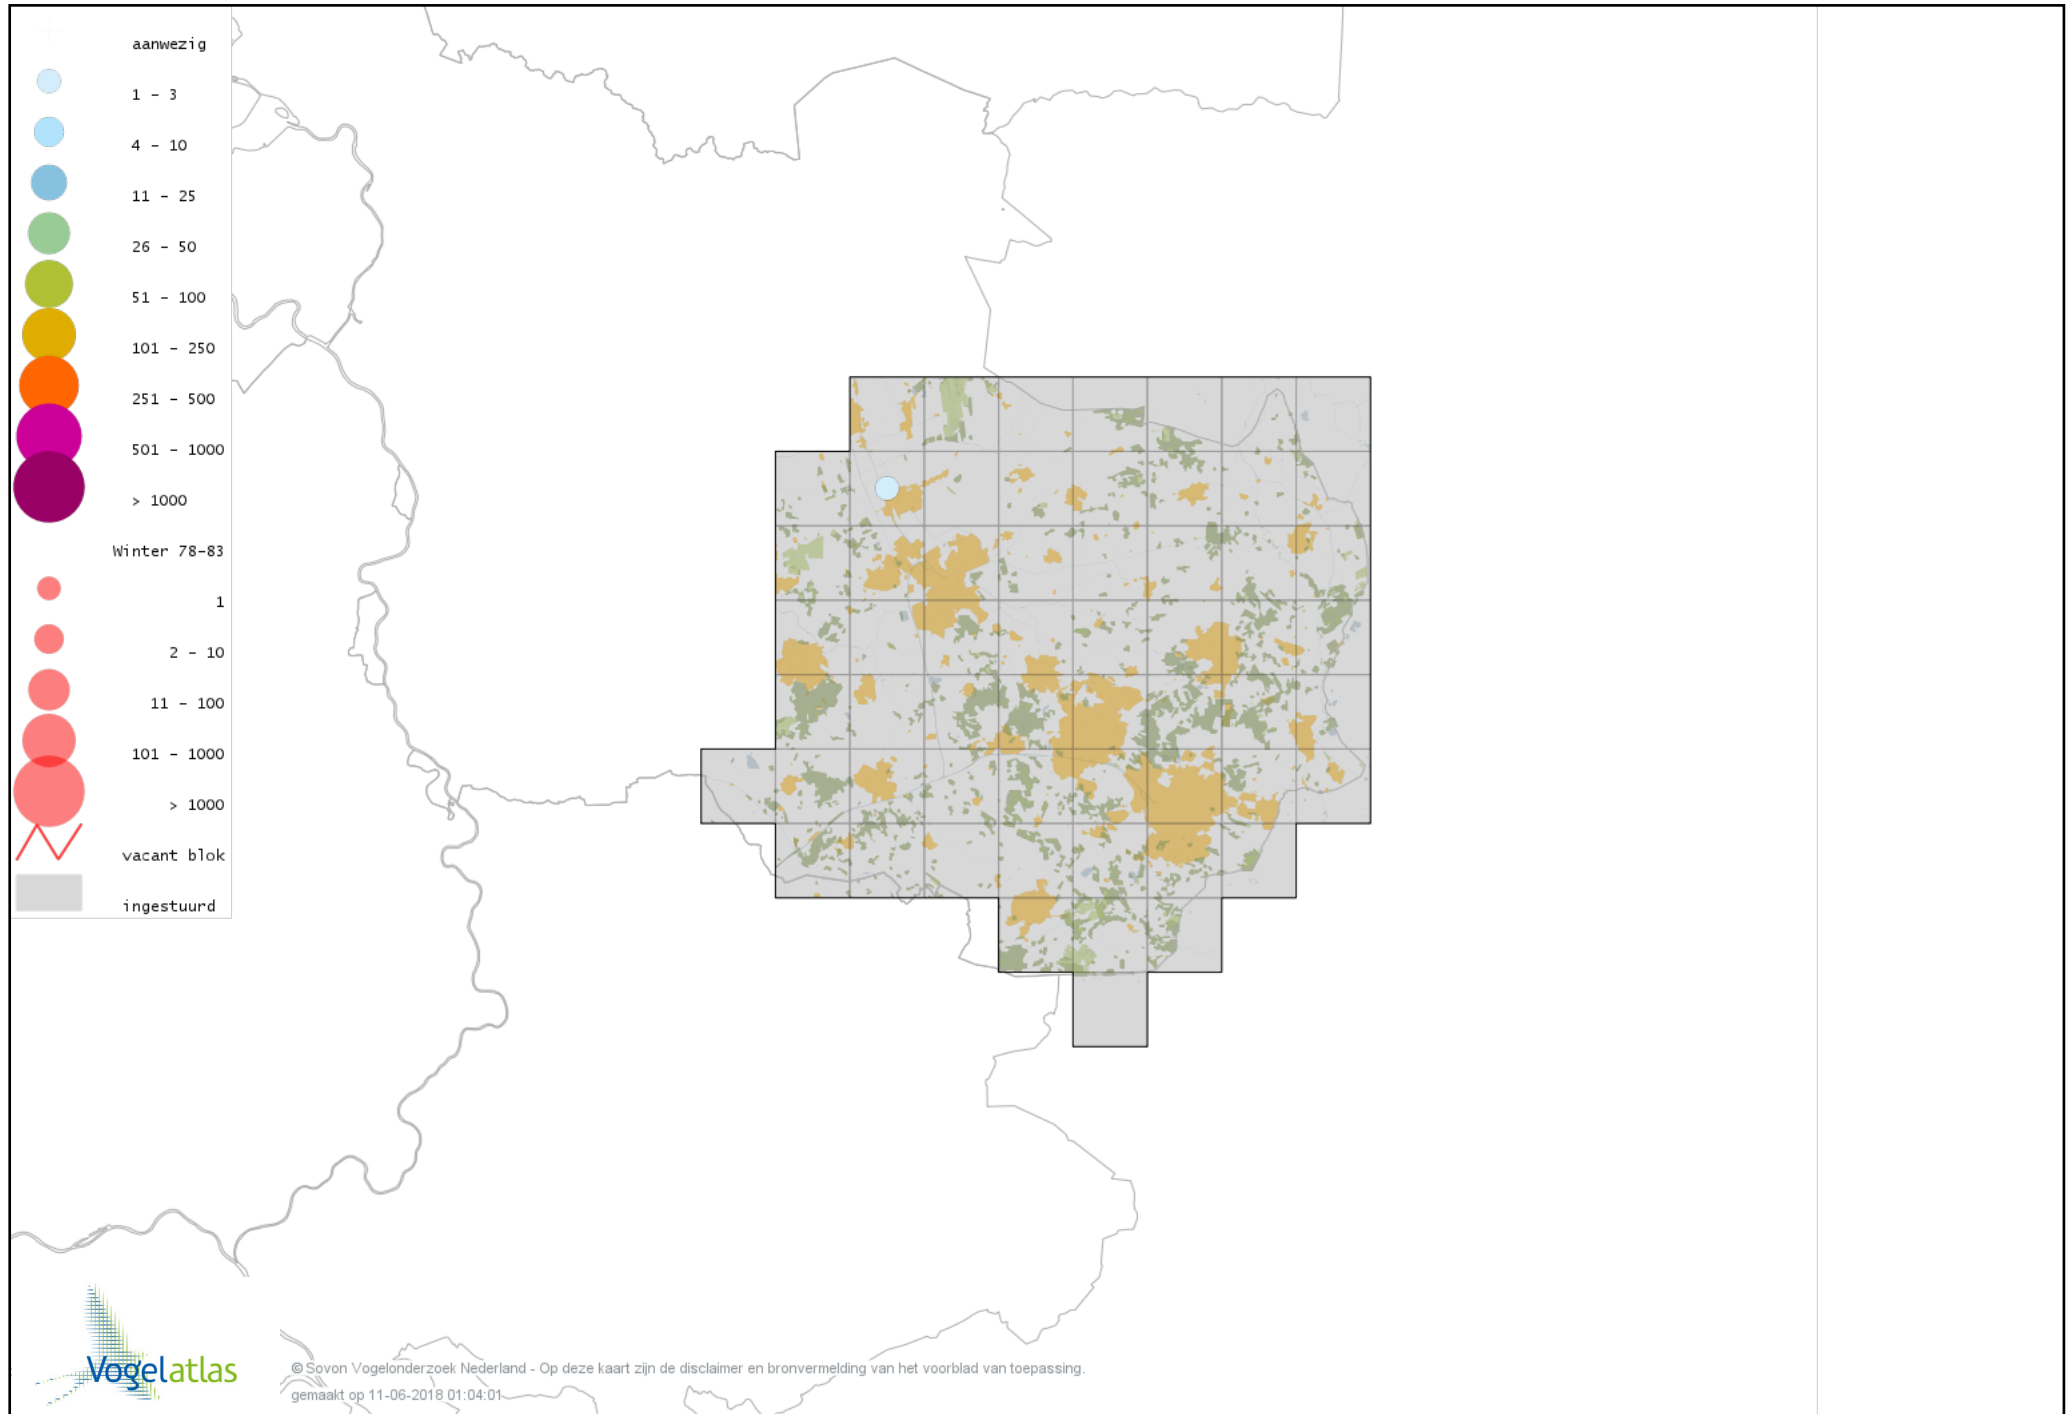 aanwezig
1 – 3
4 – 10
11 – 25
26 – 50
51 – 100
101 – 250
251 – 500
501 – 1000
> 1000
Winter 78-83
1
2 – 10
11 – 100
101 – 1000
> 1000
vacant blok
ingestuurd
Vogelatlas
© Sovon Vogelonderzoek Nederland - Op deze kaart zijn de disclaimer en bronvermelding van het voorblad van toepassing.
gemaakt op 11-06-2018 01:04:01